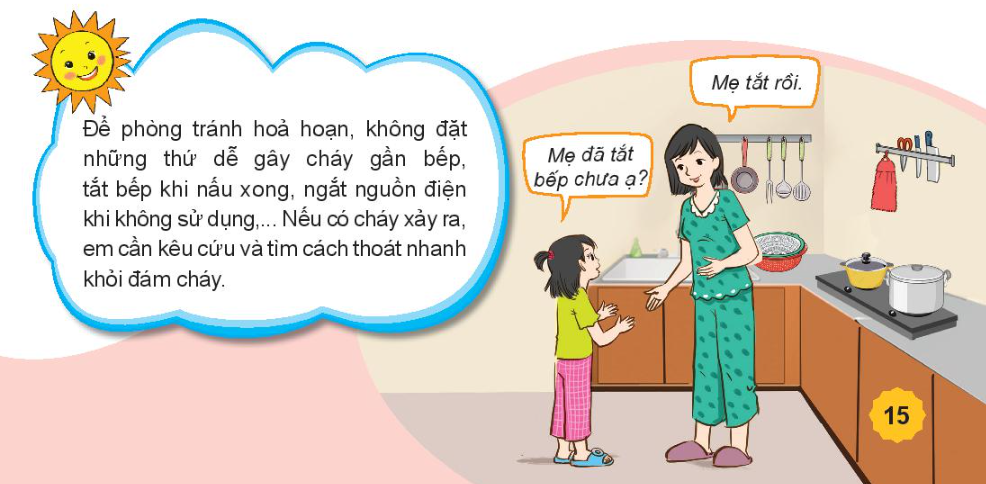 Để phòng tránh hoả hoạn, không đặt
những thứ dễ gây cháy gần bếp,
tắt bếp khi nấu xong, ngắt nguồn điện
khi không sử dụng,... Nếu có cháy xảy ra,
em cần kêu cứu và tìm cách thoát nhanh
khỏi đám cháy.
Mẹ đã tắt
bếp chưa ạ?
Mẹ tắt rồi.
15